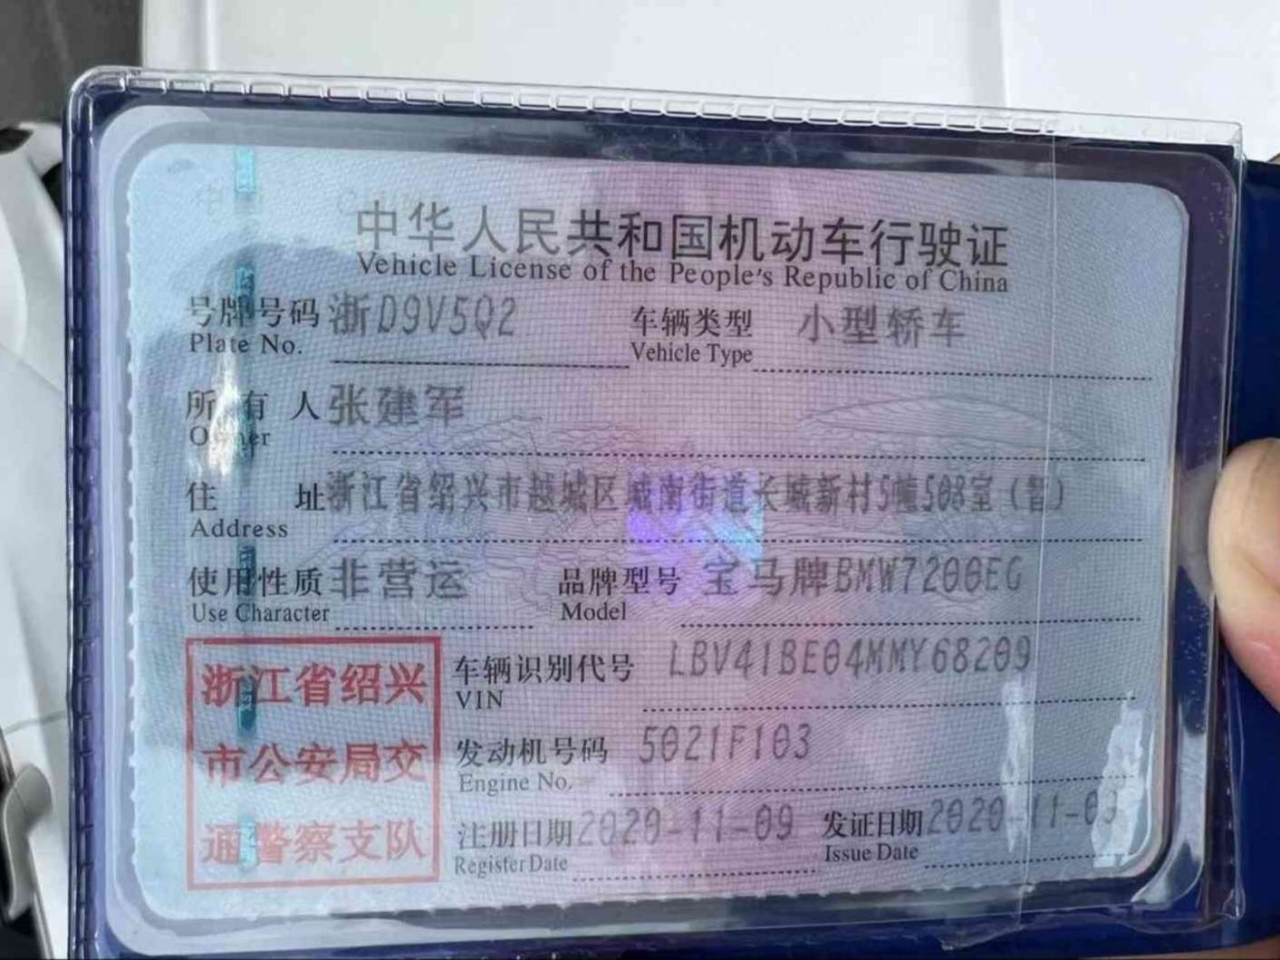 中华人民共和国机动车行驶证
Vehicle License of the People's Republic of China
号牌号码 浙D9V5Q2 车辆类型 小型轿车
Plate No. Vehicle Type
所有人 张建军
Owner
住址 浙江省绍兴市越城区城南街道长城新村5幢508室（暂）
Address
使用性质 非营运 品牌型号 宝马牌BMW7200EG
Use Character Model
浙江省绍兴
市公安局交
通警察支队
车辆识别代号 LBV41BE04MMY68209
VIN
发动机号码 5021F103
Engine No.
注册日期 2020-11-09 发证日期 2020-11-09
Register Date Issue Date